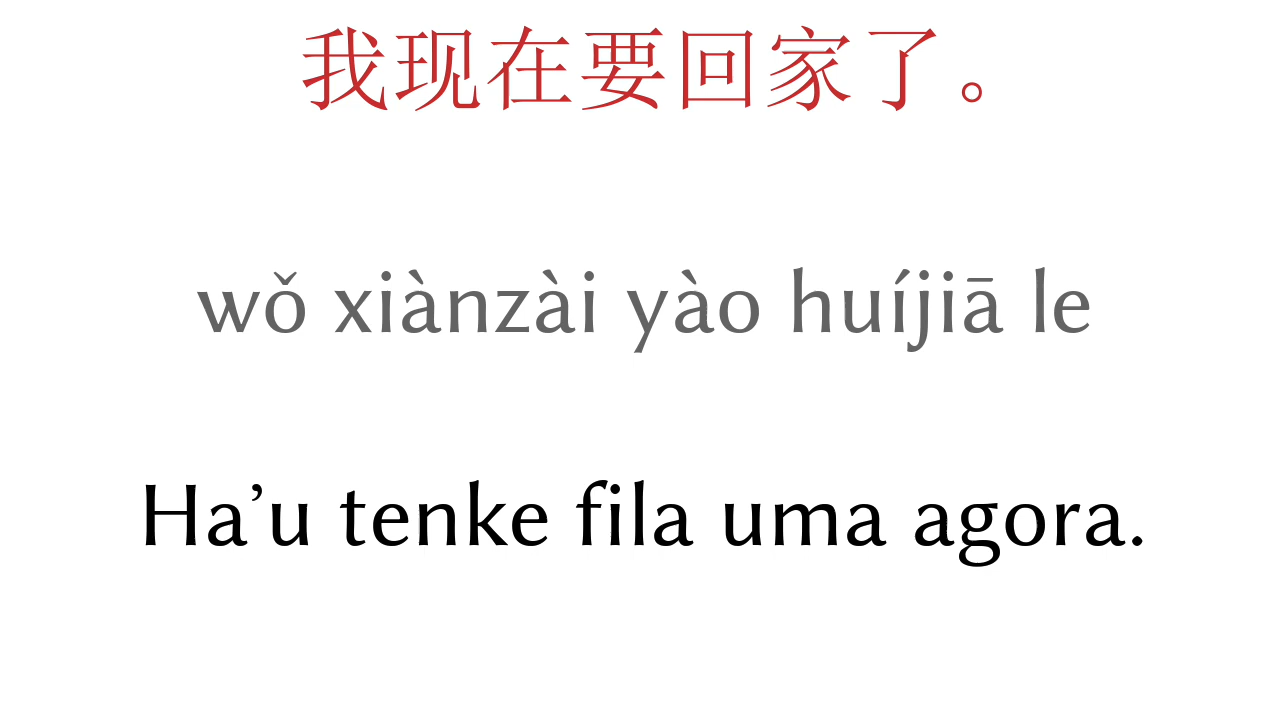 我现在要回家了。
wǒ xiànzài yào huíjiā le
Ha’u tenke fila uma agora.